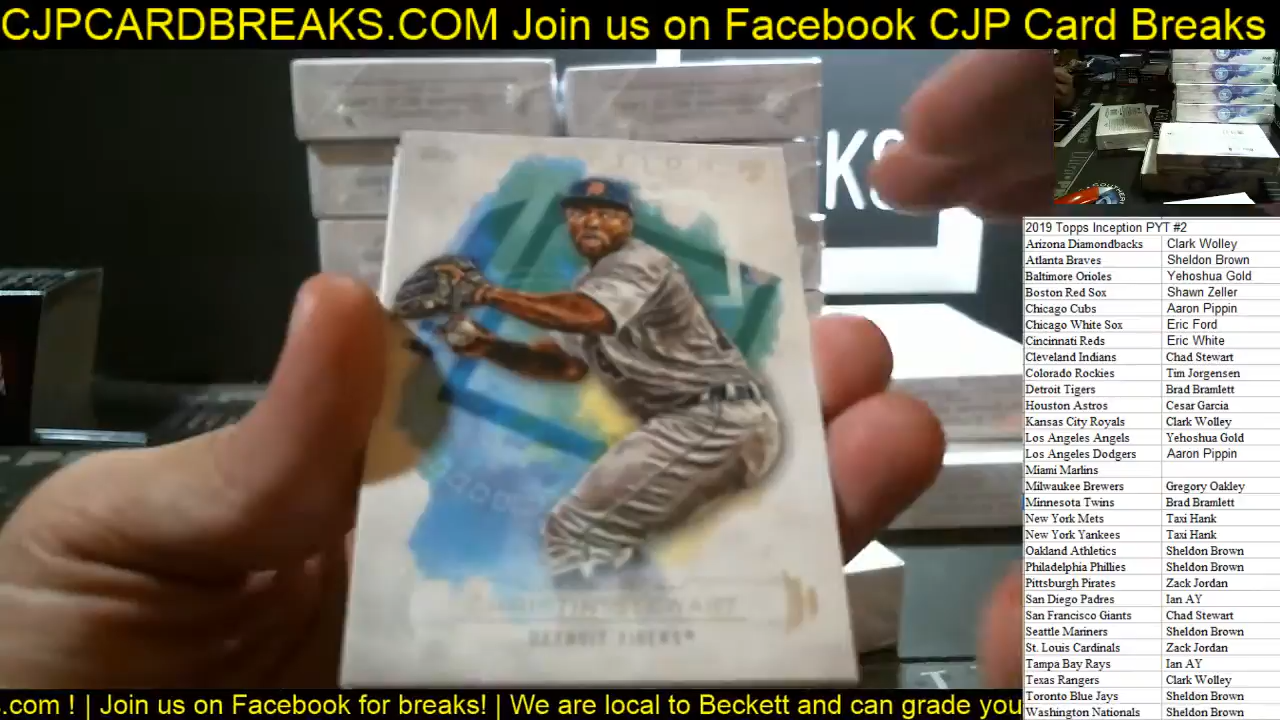 CJPCARDBREAKS.COM Join us on Facebook CJP Card Breaks
KS
DETROIT TIGERS
2019 Topps Inception PYT #2
Arizona Diamondbacks Clark Wolley
Atlanta Braves Sheldon Brown
Baltimore Orioles Yehoshua Gold
Boston Red Sox Shawn Zeller
Chicago Cubs Aaron Pippin
Chicago White Sox Eric Ford
Cincinnati Reds Eric White
Cleveland Indians Chad Stewart
Colorado Rockies Tim Jorgensen
Detroit Tigers Brad Bramlett
Houston Astros Cesar Garcia
Kansas City Royals Clark Wolley
Los Angeles Angels Yehoshua Gold
Los Angeles Dodgers Aaron Pippin
Miami Marlins
Milwaukee Brewers Gregory Oakley
Minnesota Twins Brad Bramlett
New York Mets Taxi Hank
New York Yankees Taxi Hank
Oakland Athletics Sheldon Brown
Philadelphia Phillies Sheldon Brown
Pittsburgh Pirates Zack Jordan
San Diego Padres Ian AY
San Francisco Giants Chad Stewart
Seattle Mariners Sheldon Brown
St. Louis Cardinals Zack Jordan
Tampa Bay Rays Ian AY
Texas Rangers Clark Wolley
Toronto Blue Jays Sheldon Brown
Washington Nationals Sheldon Brown
s.com ! | Join us on Facebook for breaks! | We are local to Beckett and can grade you